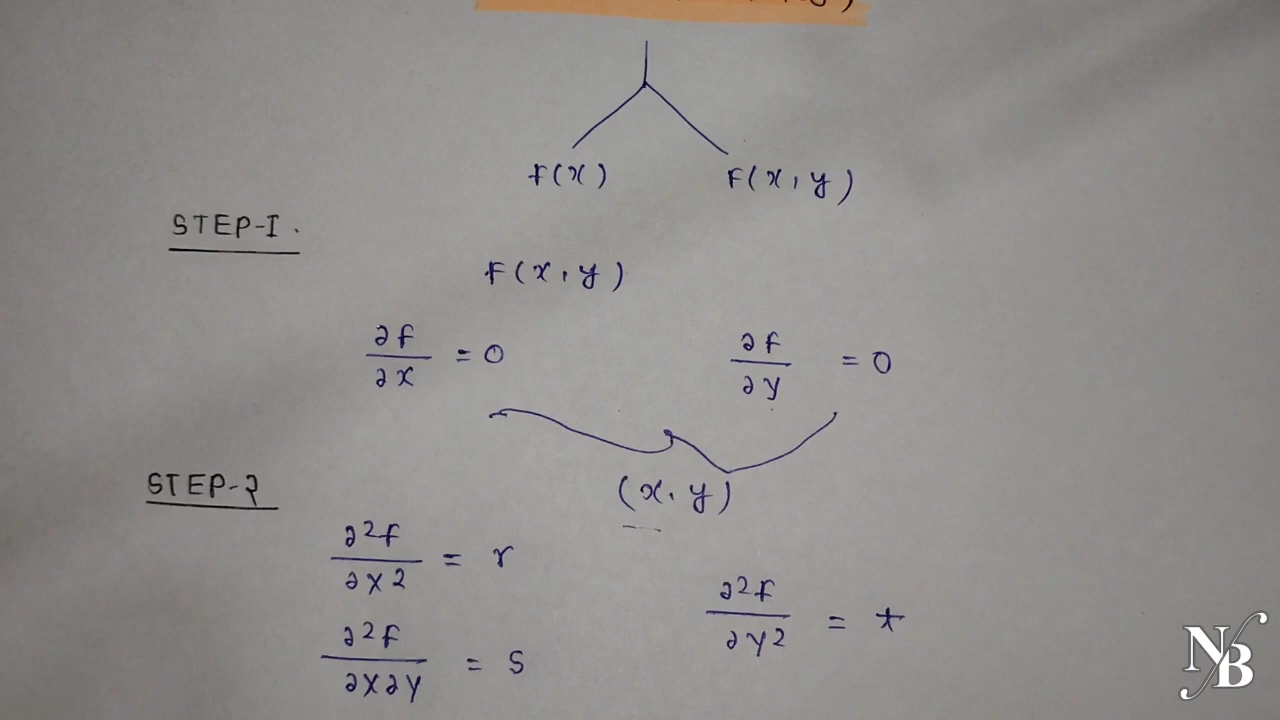 f(x) F(x, y)
STEP-I.
F(x, y)
∂f/∂x = 0 ∂f/∂y = 0
STEP-2
(x, y)
∂2f/∂x2 = r
∂2f/∂y2 = t
∂2f/∂x∂y = s
NB